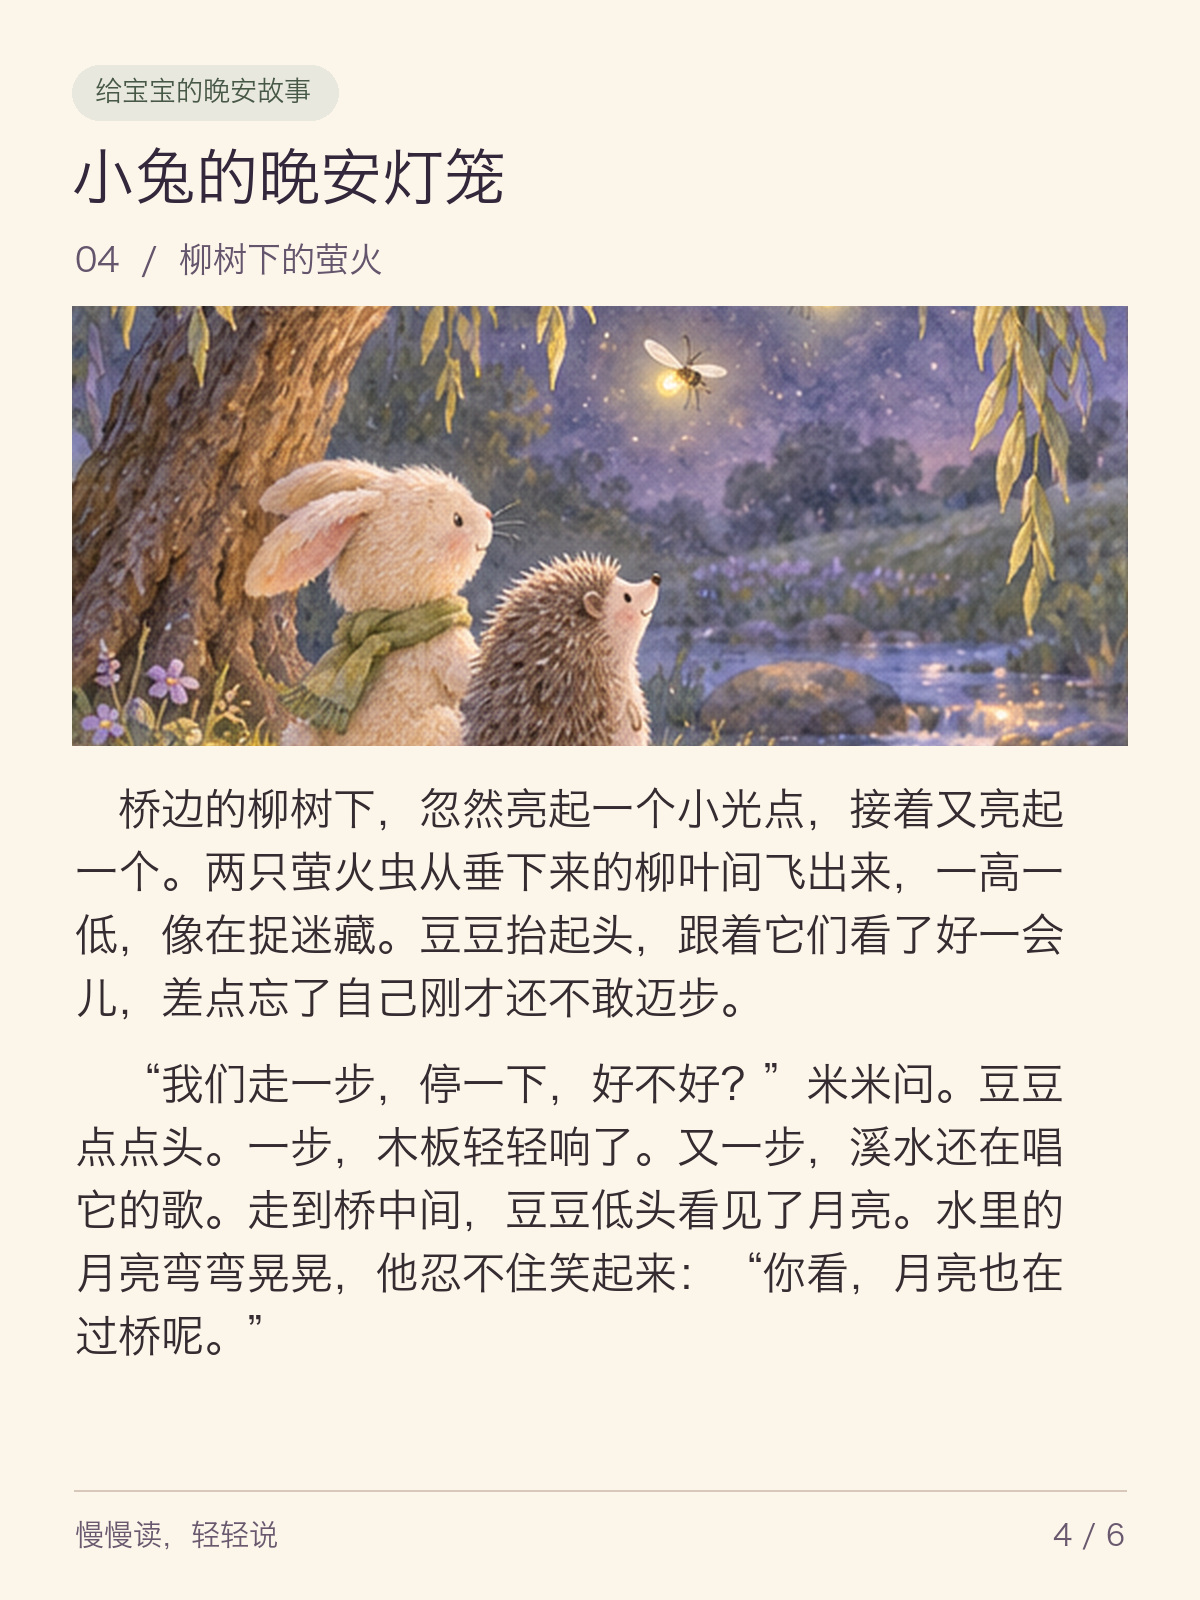 给宝宝的晚安故事
小兔的晚安灯笼
04 / 柳树下的萤火
桥边的柳树下，忽然亮起一个小光点，接着又亮起
一个。两只萤火虫从垂下来的柳叶间飞出来，一高一
低，像在捉迷藏。豆豆抬起头，跟着它们看了好一会
儿，差点忘了自己刚才还不敢迈步。
“我们走一步，停一下，好不好？”米米问。豆豆
点点头。一步，木板轻轻响了。又一步，溪水还在唱
它的歌。走到桥中间，豆豆低头看见了月亮。水里的
月亮弯弯晃晃，他忍不住笑起来：“你看，月亮也在
过桥呢。”
慢慢读，轻轻说
4 / 6